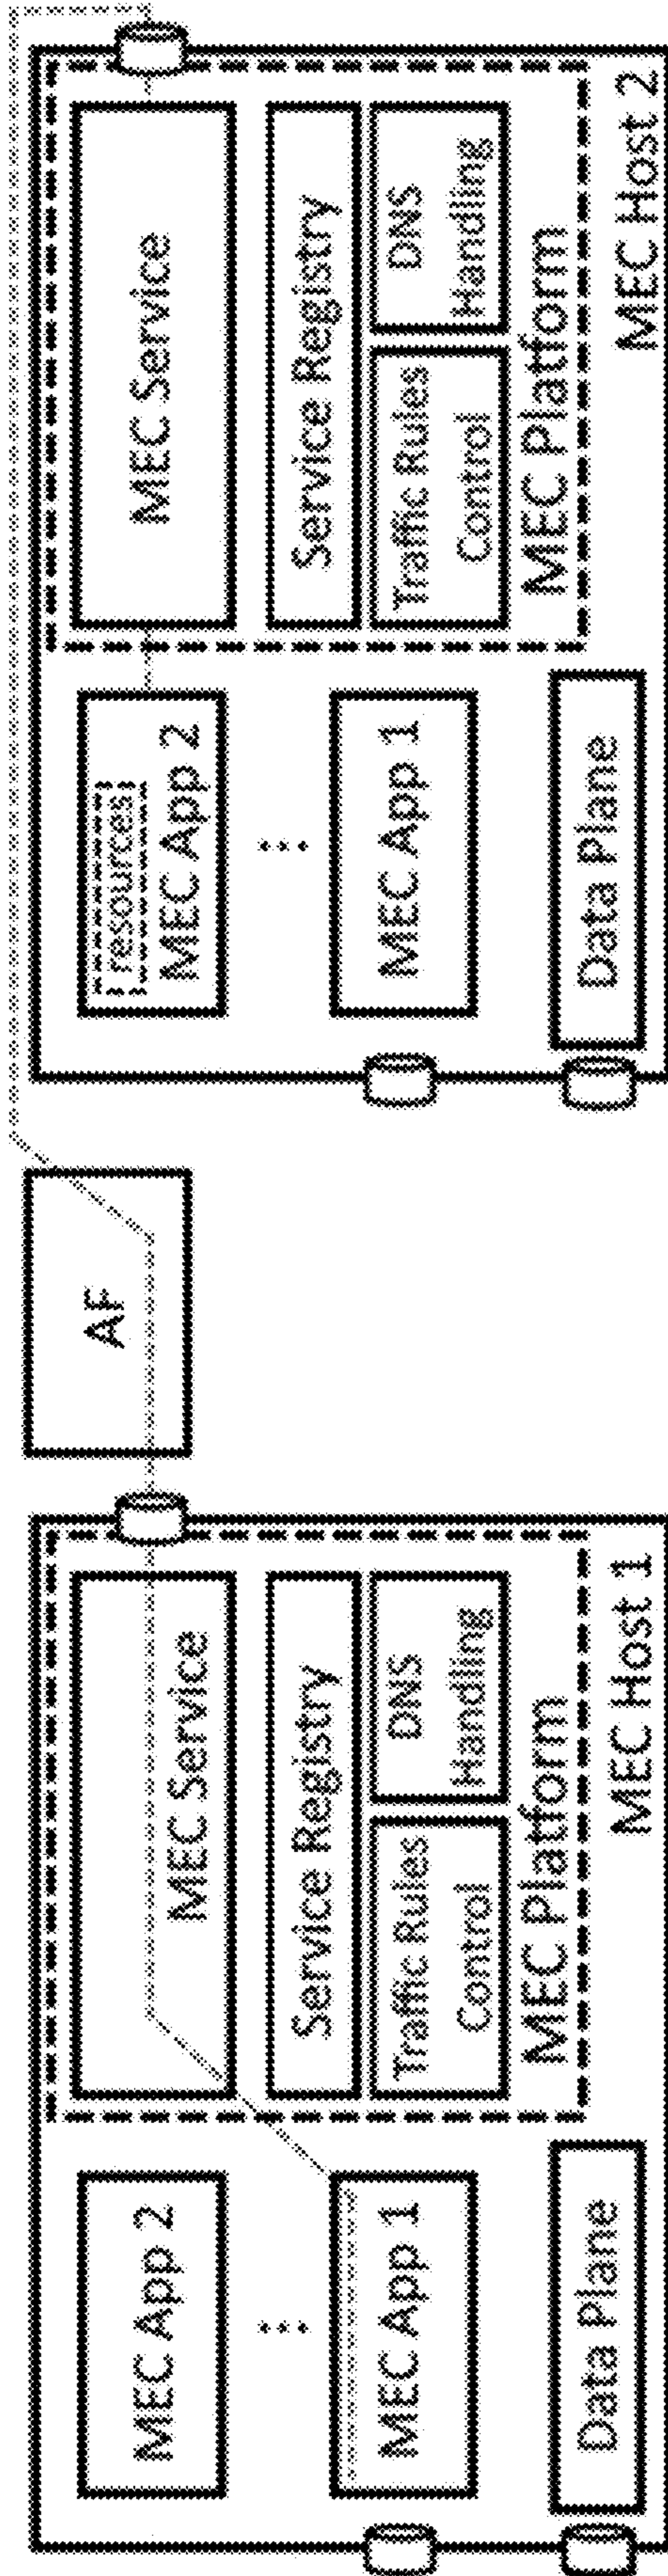 MEC App 2
...
MEC App 1
Data Plane
MEC Service
Service Registry
Traffic Rules
Control
DNS
Handling
MEC Platform
MEC Host 1
AF
resources
MEC App 2
...
MEC App 1
Data Plane
MEC Service
Service Registry
Traffic Rules
Control
DNS
Handling
MEC Platform
MEC Host 2